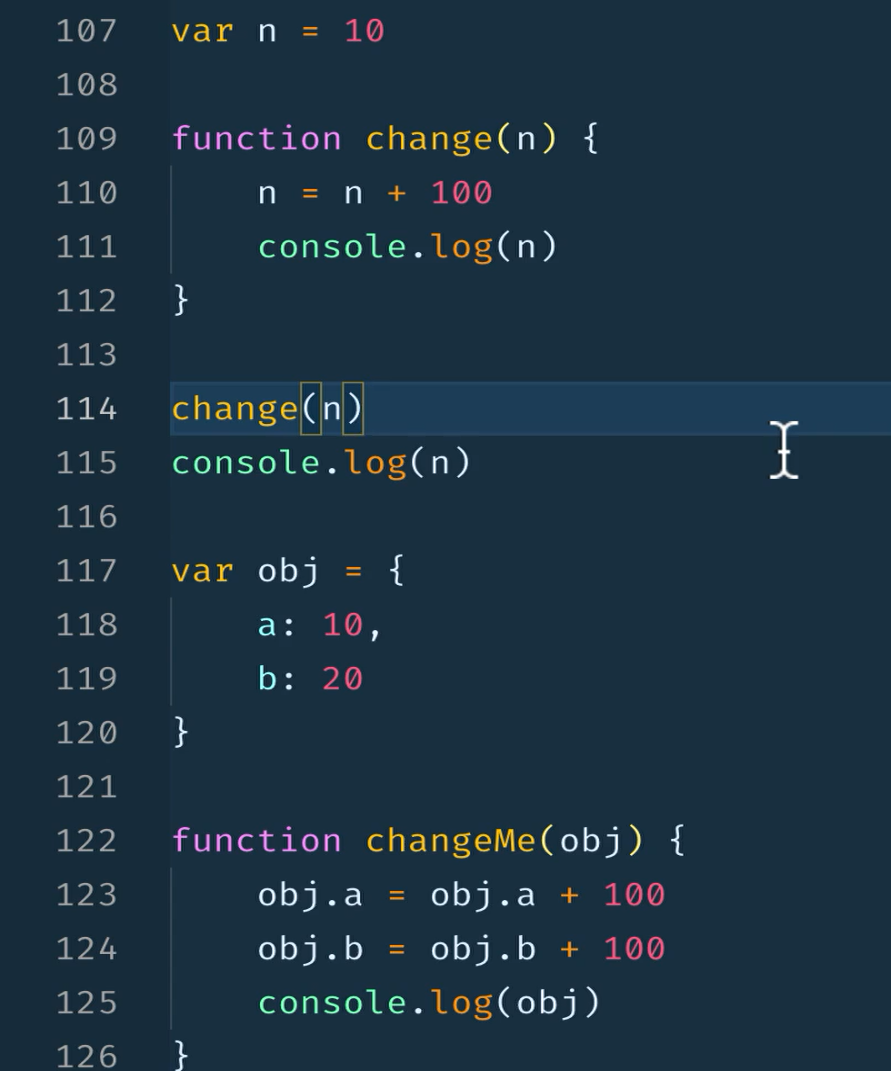 107 var n = 10
108
109 function change(n) {
110     n = n + 100
111     console.log(n)
112 }
113
114 change(n)
115 console.log(n)
116
117 var obj = {
118     a: 10,
119     b: 20
120 }
121
122 function changeMe(obj) {
123     obj.a = obj.a + 100
124     obj.b = obj.b + 100
125     console.log(obj)
126 }